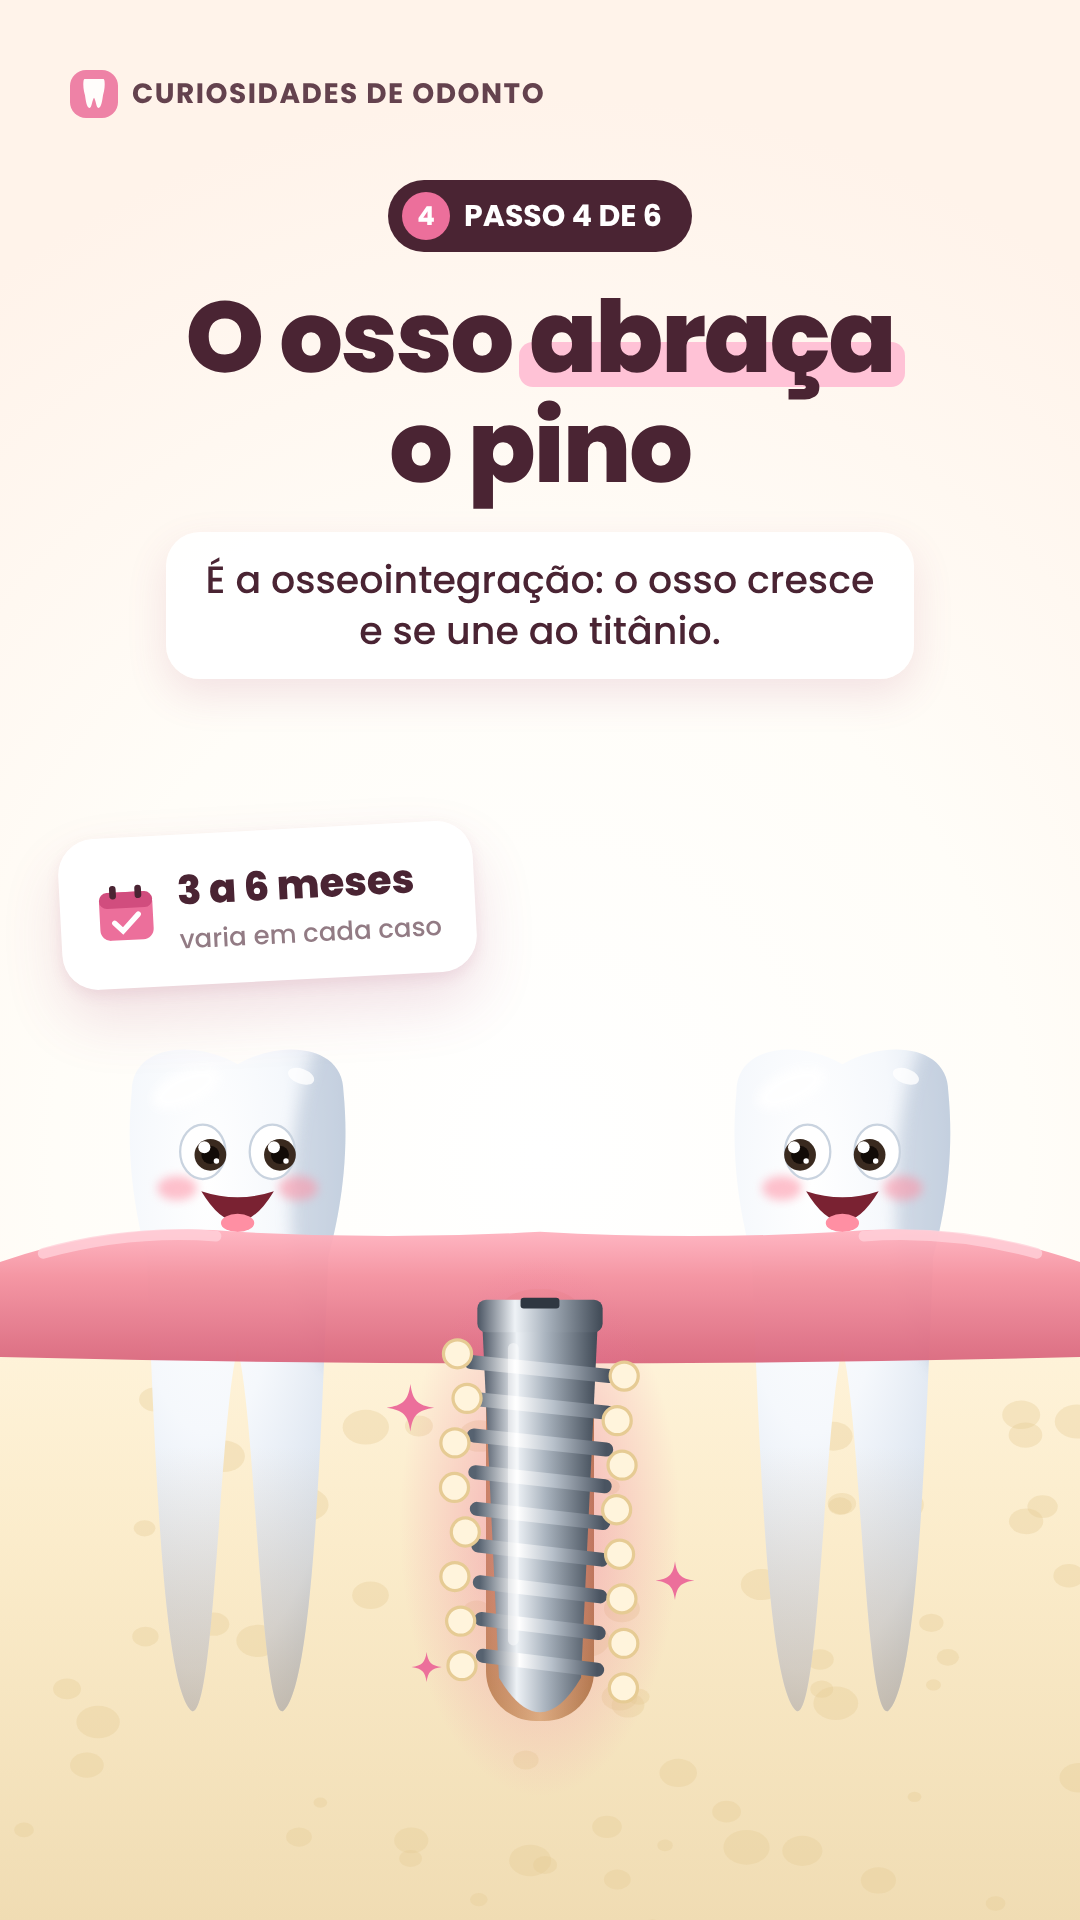 CURIOSIDADES DE ODONTO
4 PASSO 4 DE 6
O osso abraça
o pino
É a osseointegração: o osso cresce
e se une ao titânio.
3 a 6 meses
varia em cada caso